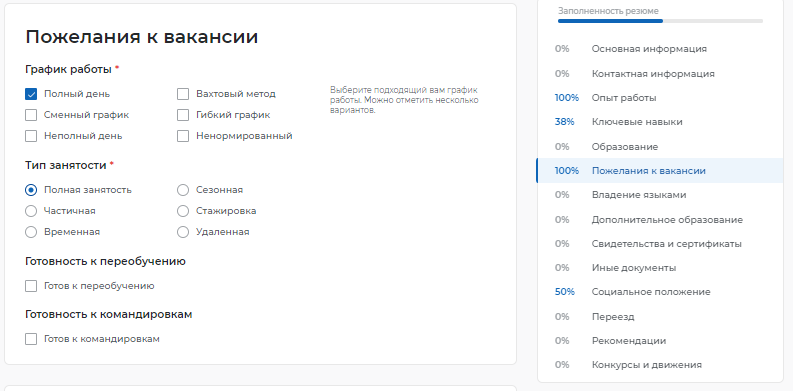 Пожелания к вакансии
График работы *
Полный день
Вахтовый метод
Сменный график
Гибкий график
Неполный день
Ненормированный
Выберите подходящий вам график
работы. Можно отметить несколько
вариантов.
Тип занятости *
Полная занятость
Сезонная
Частичная
Стажировка
Временная
Удаленная
Готовность к переобучению
Готов к переобучению
Готовность к командировкам
Готов к командировкам
Заполненность резюме
0% Основная информация
0% Контактная информация
100% Опыт работы
38% Ключевые навыки
0% Образование
100% Пожелания к вакансии
0% Владение языками
0% Дополнительное образование
0% Свидетельства и сертификаты
0% Иные документы
50% Социальное положение
0% Переезд
0% Рекомендации
0% Конкурсы и движения